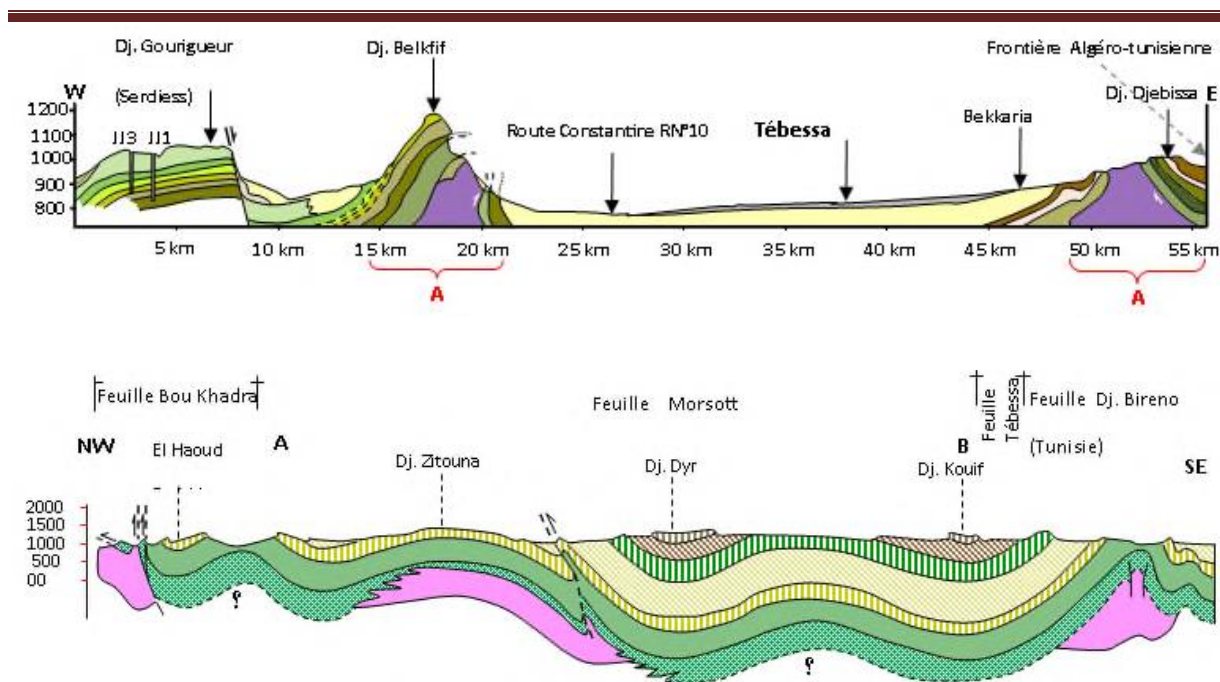 Dj. Gourigueur
(Serdiess)
Dj. Belkfif
Frontière Algéro-tunisienne
W
Dj. Djebissa E
1200
1100
1000
900
800
JJ3 JJ1
Route Constantine RN°10
Tébessa
Bekkaria
5 km 10 km 15 km 20 km 25 km 30 km 35 km 40 km 45 km 50 km 55 km
A A
Feuille Bou Khadra
Feuille Morsott
Feuille
Tébessa
Feuille Dj. Bireno
(Tunisie)
NW
El Haoud
A
Dj. Zitouna
Dj. Dyr
B
Dj. Kouif
SE
2000
1500
1000
500
00
? ?